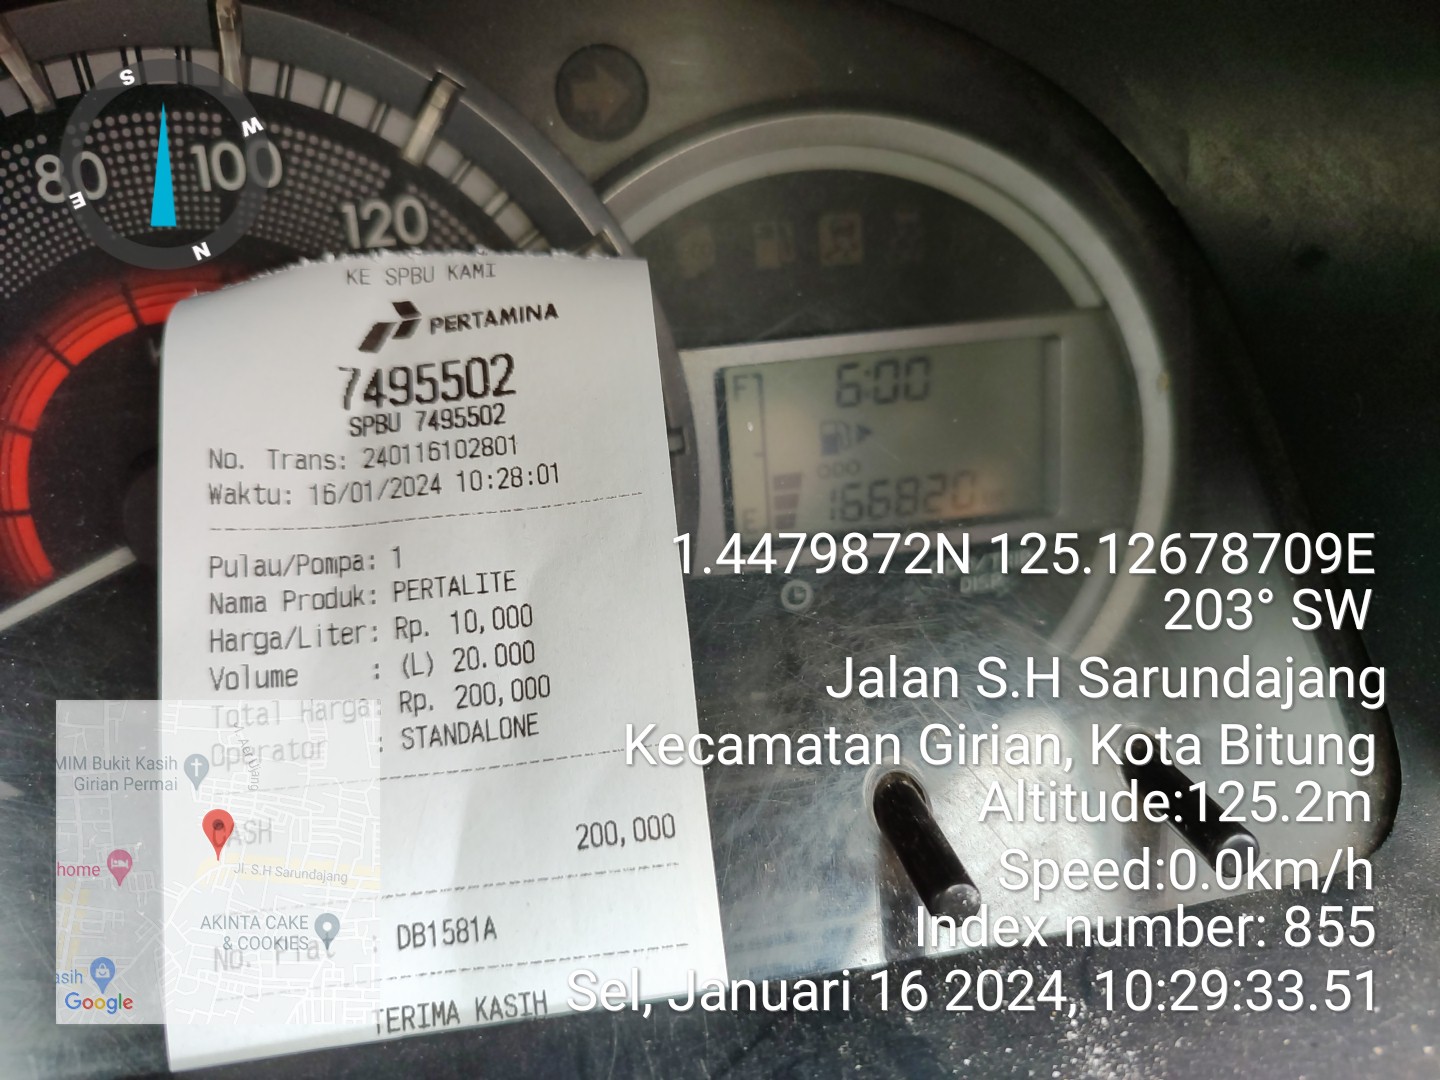 80
100
120
S
W
E
N
KE SPBU KAMI
PERTAMINA
7495502
SPBU 7495502
No. Trans: 240116102801
Waktu: 16/01/2024 10:28:01
Pulau/Pompa: 1
Nama Produk: PERTALITE
Harga/Liter: Rp. 10,000
Volume : (L) 20.000
Total Harga: Rp. 200,000
Operator : STANDALONE
CASH 200,000
No. Plat : DB1581A
TERIMA KASIH
F
6:00
E
166820
1.4479872N 125.12678709E
203° SW
Jalan S.H Sarundajang
Kecamatan Girian, Kota Bitung
Altitude:125.2m
Speed:0.0km/h
Index number: 855
Sel, Januari 16 2024, 10:29:33.51
MIM Bukit Kasih
Girian Permai
home
Jl. S.H Sarundajang
AKINTA CAKE
& COOKIES
asih
Google